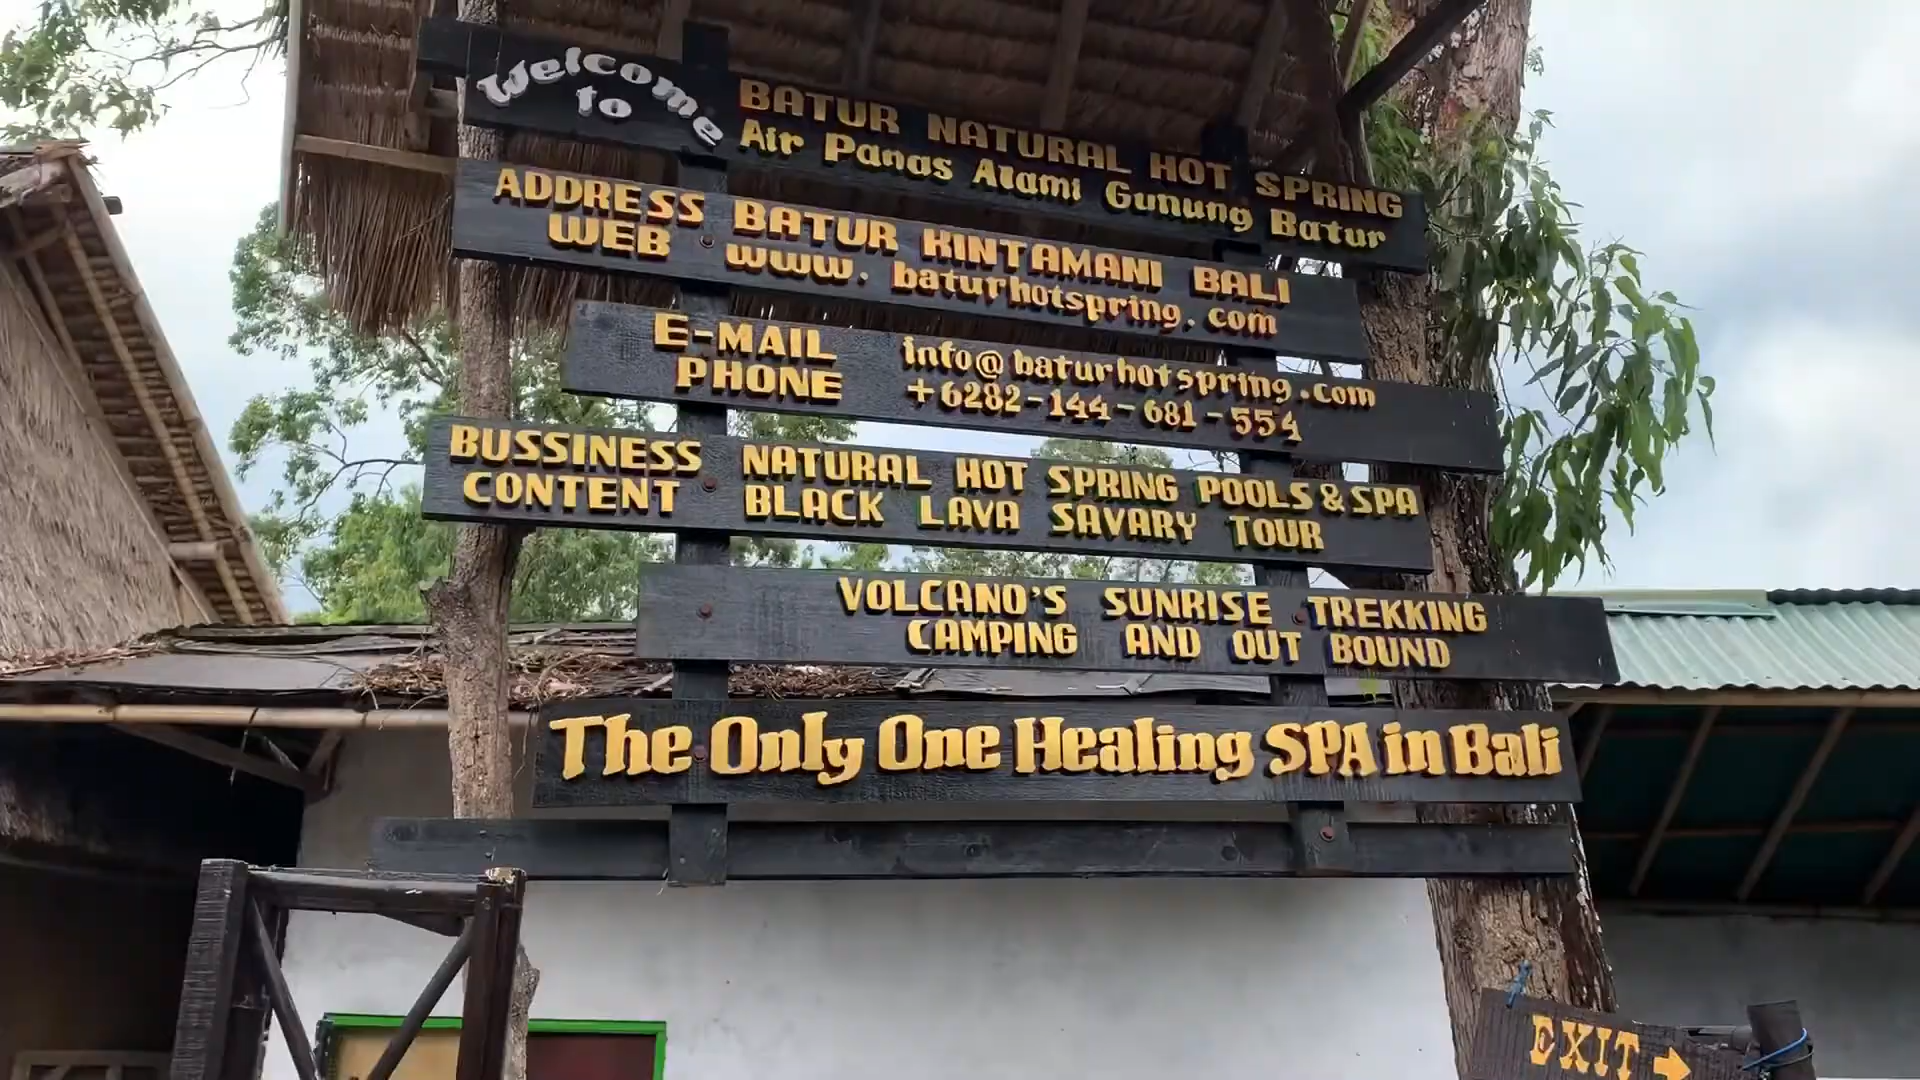 Welcome to
BATUR NATURAL HOT SPRING
Air Panas Alami Gunung Batur
ADDRESS BATUR KINTAMANI BALI
WEB www.baturhotspring.com
E-MAIL info@baturhotspring.com
PHONE +6282-144-681-554
BUSSINESS NATURAL HOT SPRING POOLS & SPA
CONTENT BLACK LAVA SAVARY TOUR
VOLCANO'S SUNRISE TREKKING
CAMPING AND OUT BOUND
The Only One Healing SPA in Bali
EXIT →